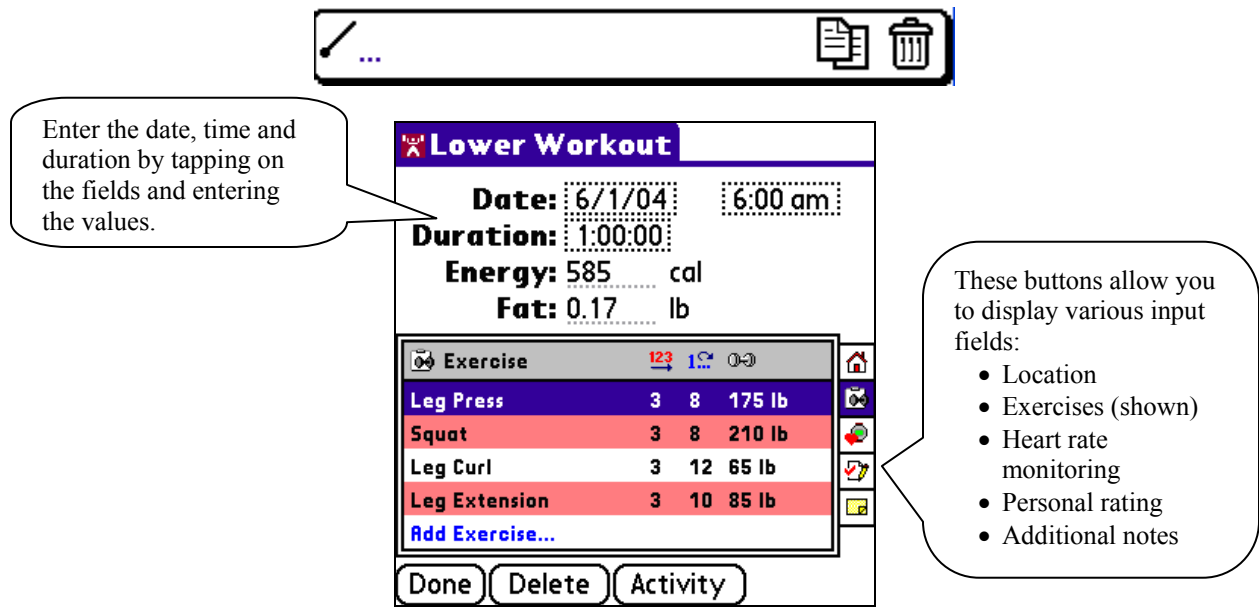 ...
Enter the date, time and
duration by tapping on
the fields and entering
the values.
Lower Workout
Date: 6/1/04 6:00 am
Duration: 1:00:00
Energy: 585 cal
Fat: 0.17 lb
Exercise 123 1...
Leg Press 3 8 175 lb
Squat 3 8 210 lb
Leg Curl 3 12 65 lb
Leg Extension 3 10 85 lb
Add Exercise...
Done Delete Activity
These buttons allow you
to display various input
fields:
• Location
• Exercises (shown)
• Heart rate
monitoring
• Personal rating
• Additional notes